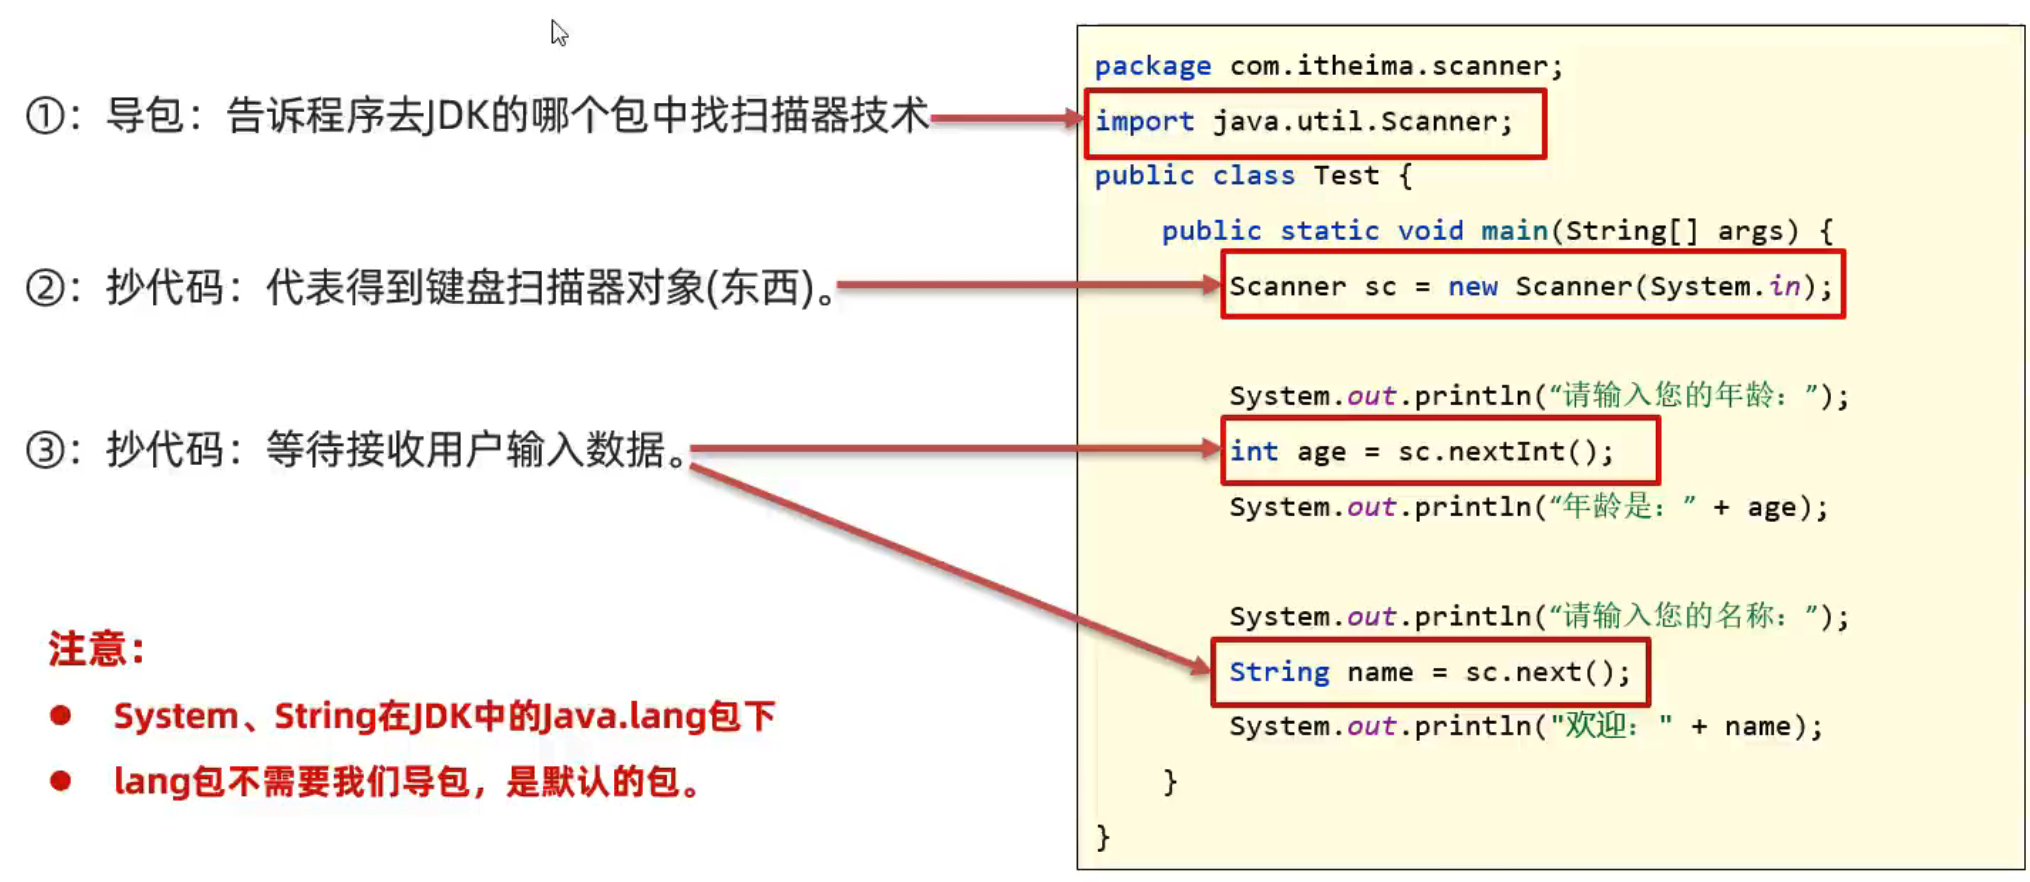 ①：导包：告诉程序去JDK的哪个包中找扫描器技术
②：抄代码：代表得到键盘扫描器对象(东西)。
③：抄代码：等待接收用户输入数据。
注意：
● System、String在JDK中的Java.lang包下
● lang包不需要我们导包，是默认的包。
package com.itheima.scanner;
import java.util.Scanner;
public class Test {
public static void main(String[] args) {
Scanner sc = new Scanner(System.in);
System.out.println(“请输入您的年龄：”);
int age = sc.nextInt();
System.out.println(“年龄是：” + age);
System.out.println(“请输入您的名称：”);
String name = sc.next();
System.out.println("欢迎：" + name);
}
}